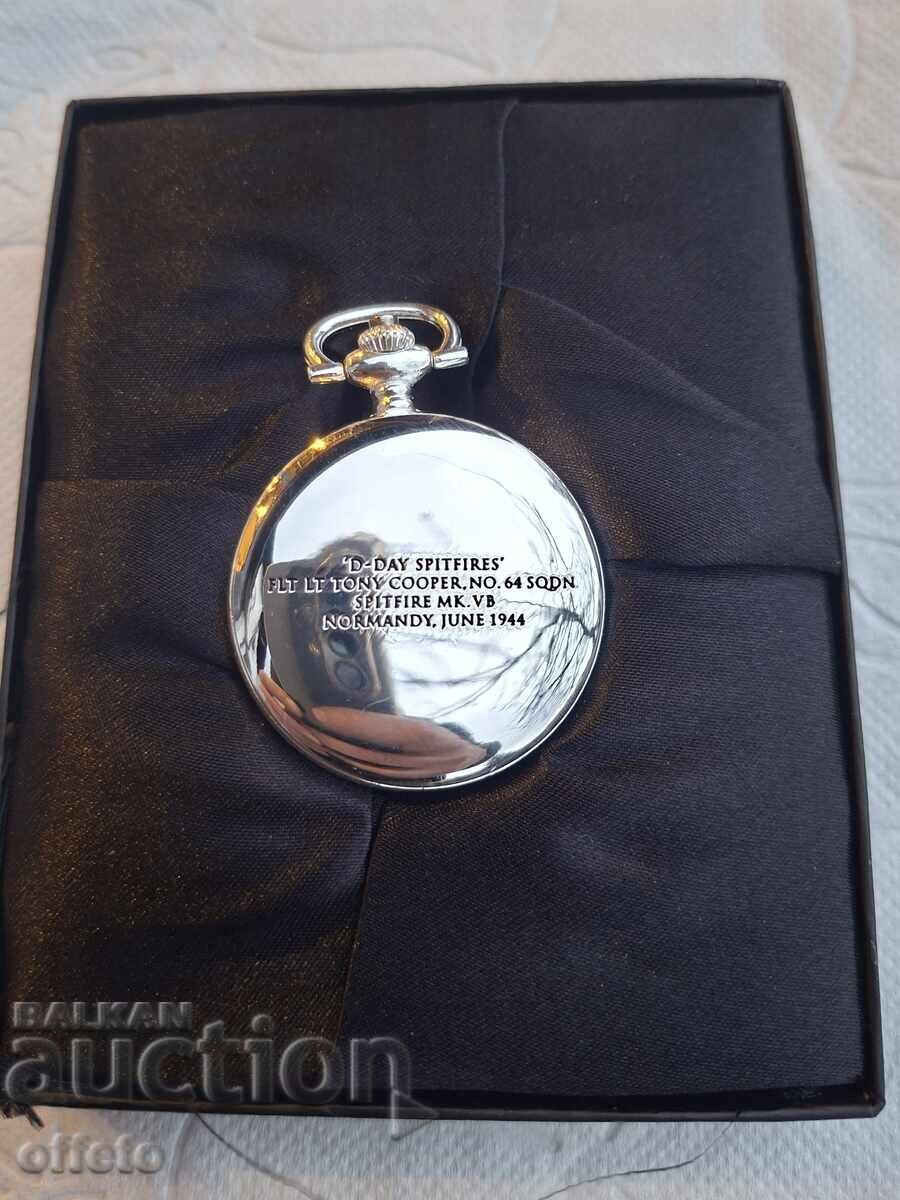 'D-DAY SPITFIRES'
FLT LT TONY COOPER, NO. 64 SQDN
SPITFIRE MK. VB
NORMANDY, JUNE 1944
BALKAN
auction
offeto